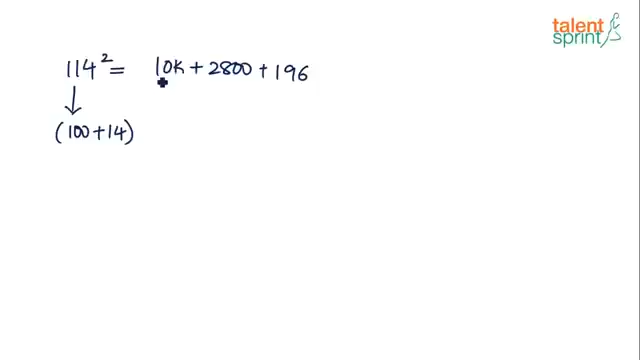 talent
sprint
114² = 10k + 2800 + 196
↓
(100 + 14)